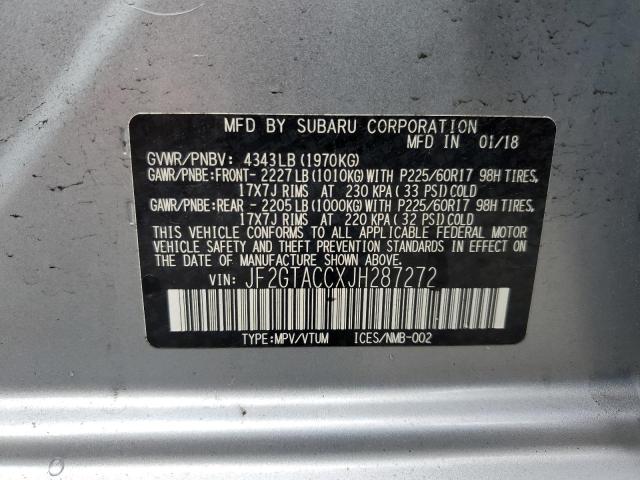 MFD BY SUBARU CORPORATION
MFD IN 01/18
GVWR/PNBV: 4343LB(1970KG)
GAWR/PNBE:FRONT- 2227LB(1010KG)WITH P225/60R17 98H TIRES,
17X7J RIMS AT 230 KPA(33 PSI)COLD
GAWR/PNBE:REAR - 2205LB(1000KG)WITH P225/60R17 98H TIRES,
17X7J RIMS AT 220 KPA(32 PSI)COLD
THIS VEHICLE CONFORMS TO ALL APPLICABLE FEDERAL MOTOR
VEHICLE SAFETY AND THEFT PREVENTION STANDARDS IN EFFECT ON
THE DATE OF MANUFACTURE SHOWN ABOVE.
VIN: JF2GTACCXJH287272
TYPE:MPV/VTUM ICES/NMB-002